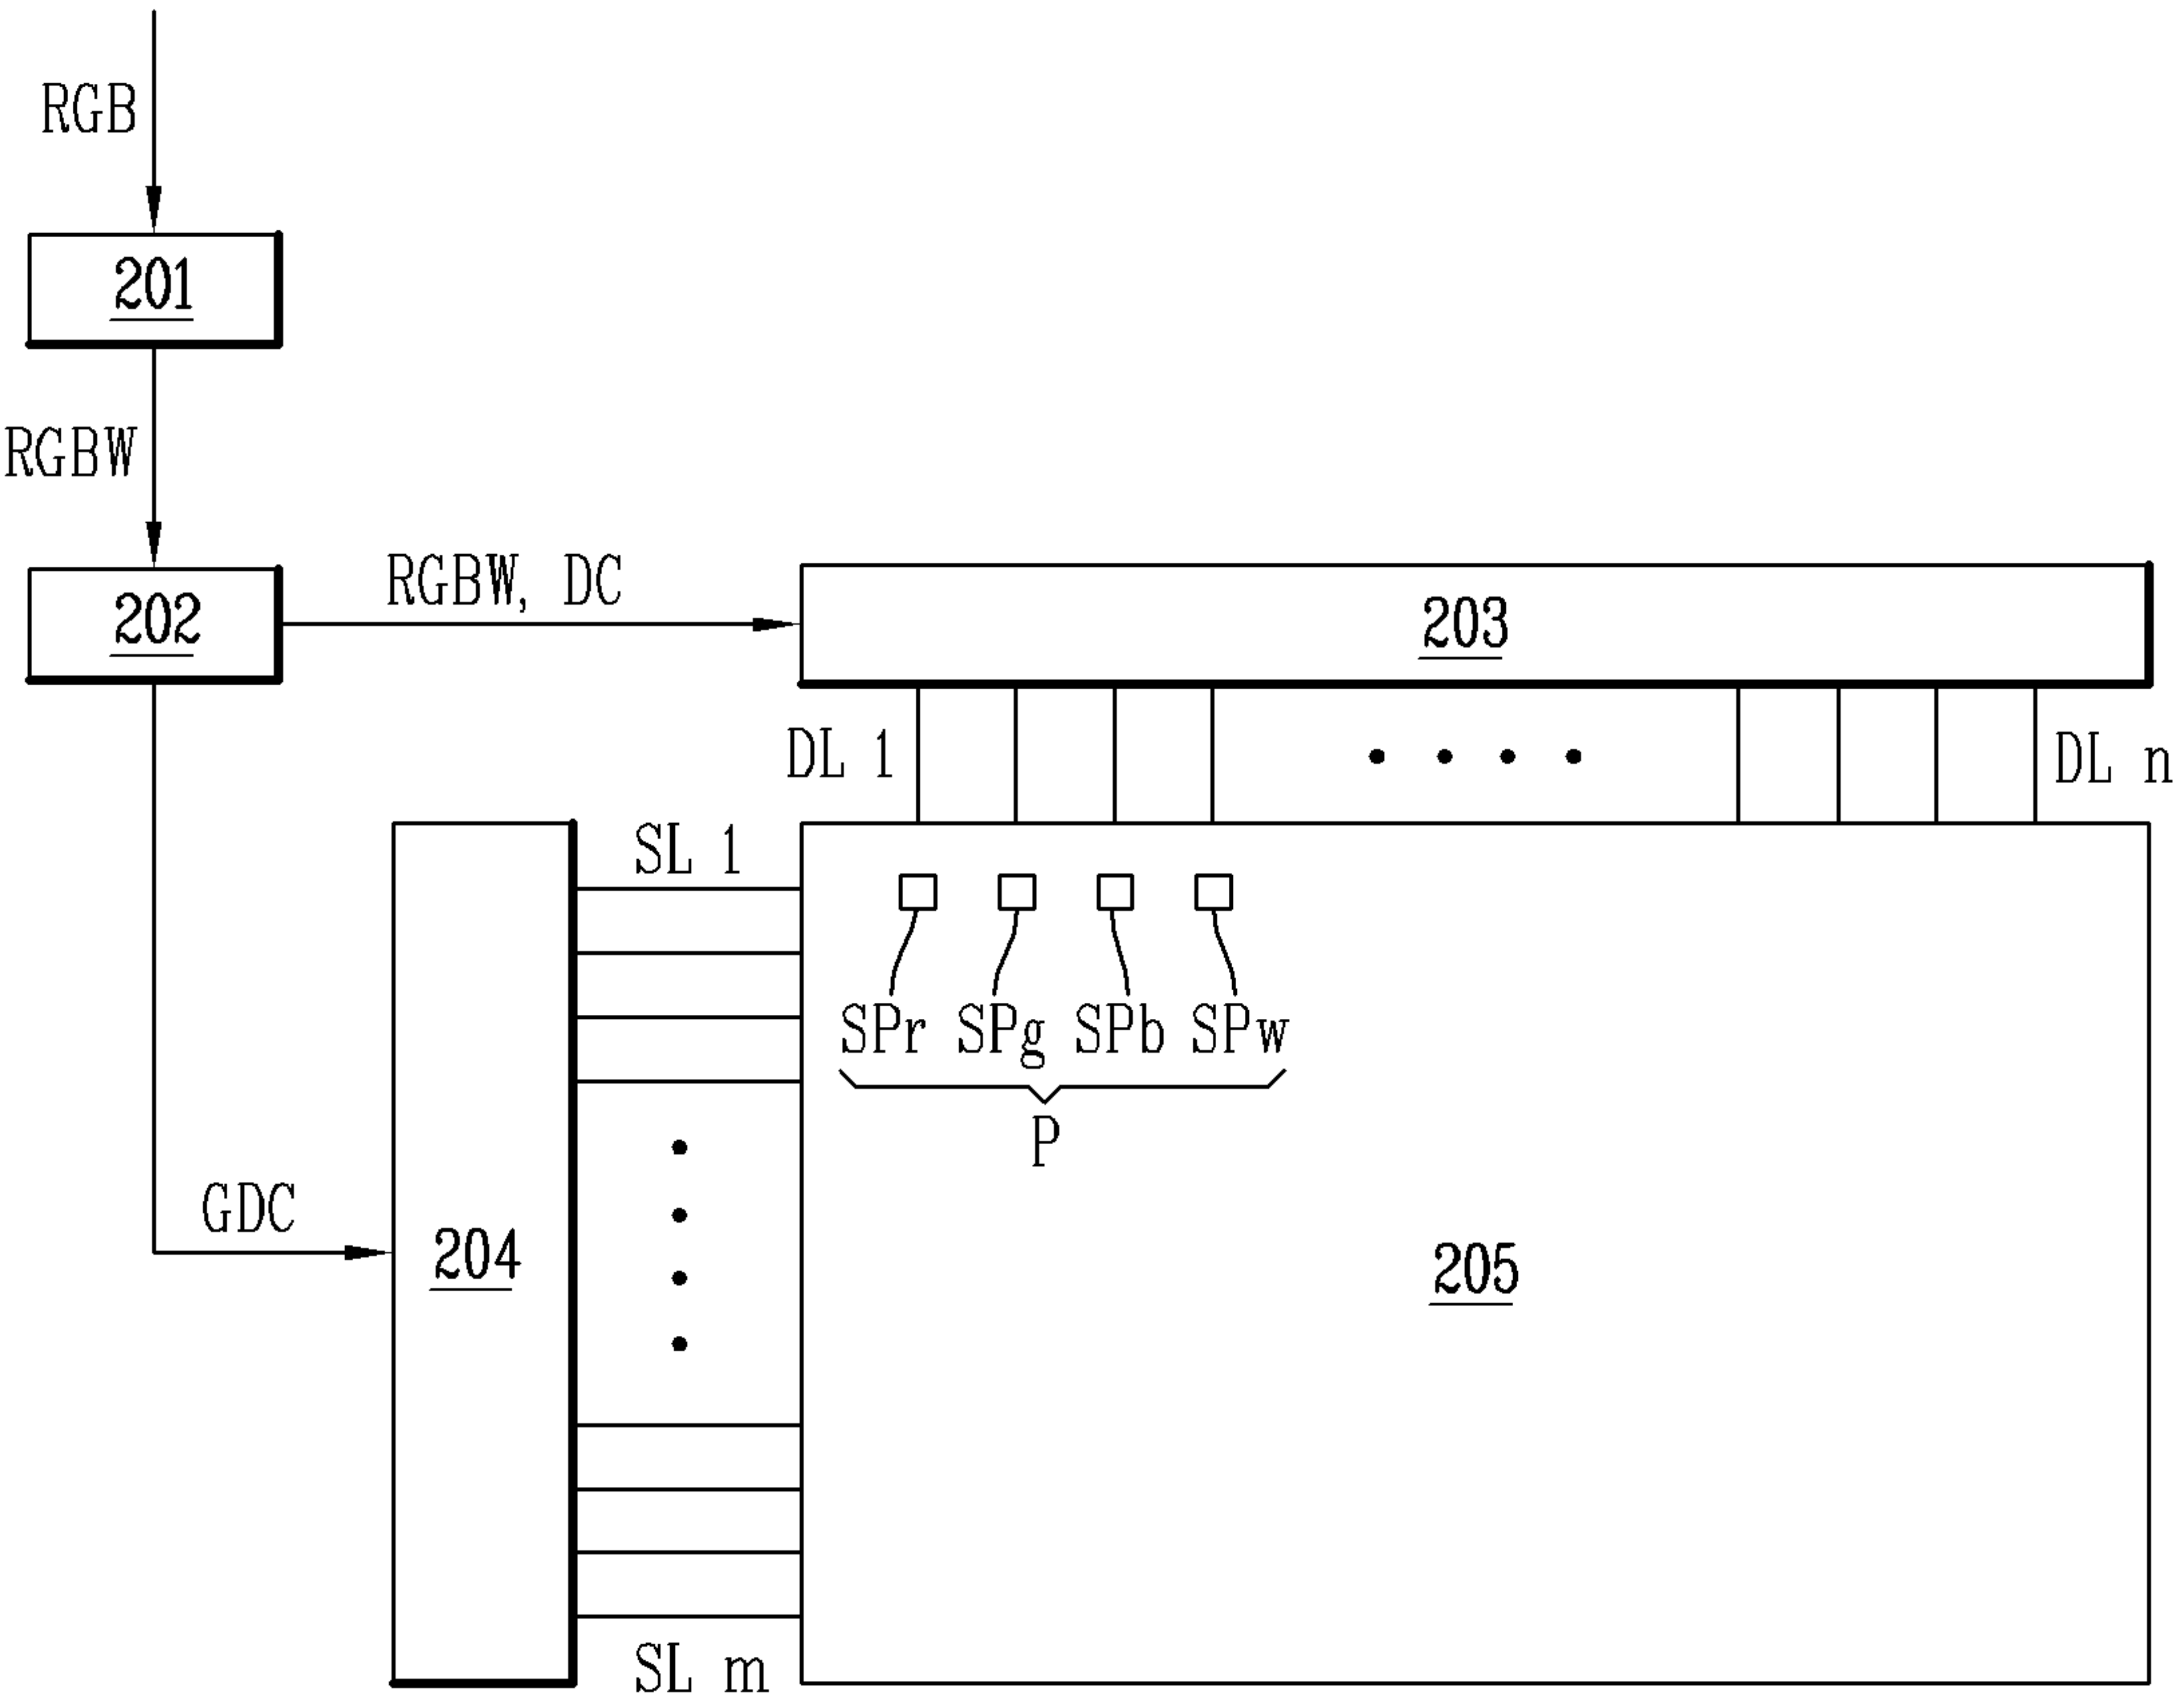 RGB
201
RGBW
202
RGBW, DC
203
DL 1
DL n
SL 1
SPr SPg SPb SPw
P
GDC
204
205
SL m